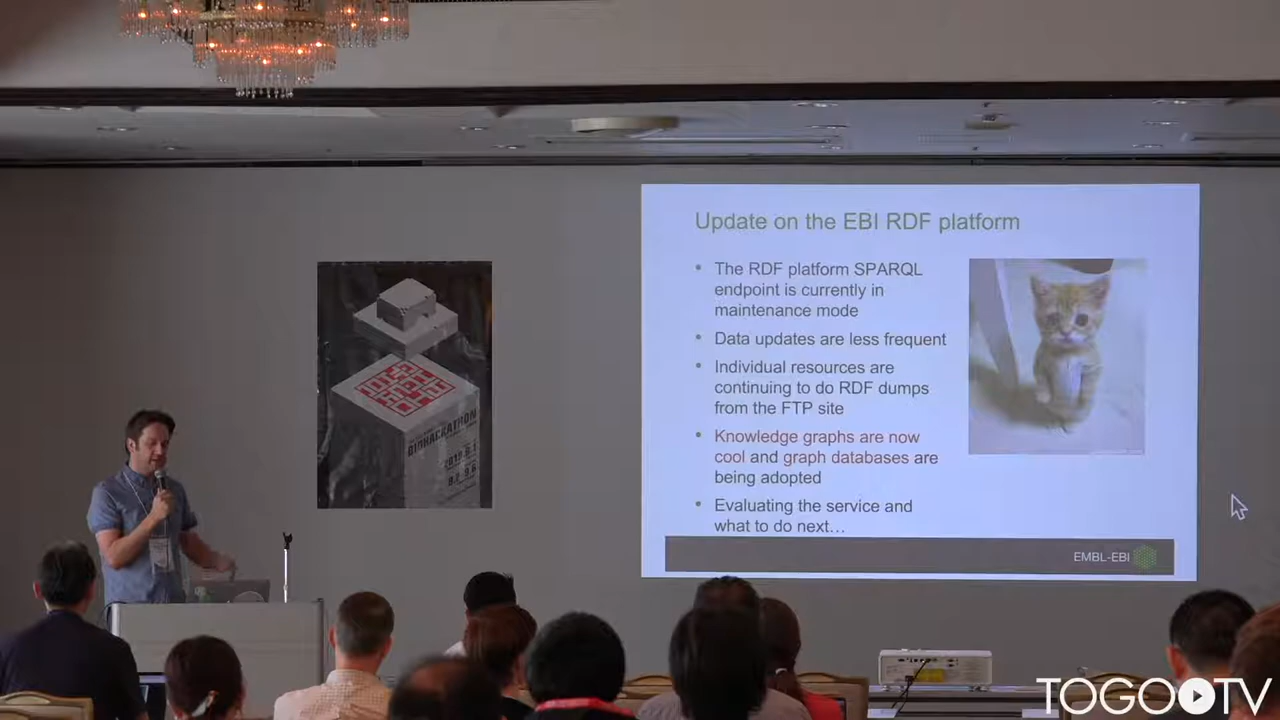 Update on the EBI RDF platform
• The RDF platform SPARQL
endpoint is currently in
maintenance mode
• Data updates are less frequent
• Individual resources are
continuing to do RDF dumps
from the FTP site
• Knowledge graphs are now
cool and graph databases are
being adopted
• Evaluating the service and
what to do next…
EMBL-EBI
BIOHACKATHON
TOGOTV